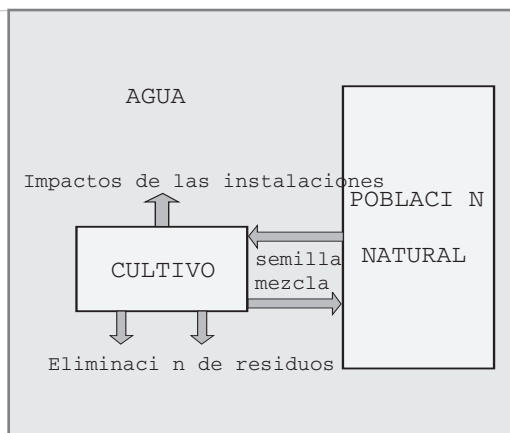 AGUA
Impactos de las instalaciones
POBLACI N
NATURAL
CULTIVO
semilla
mezcla
Eliminaci n de residuos